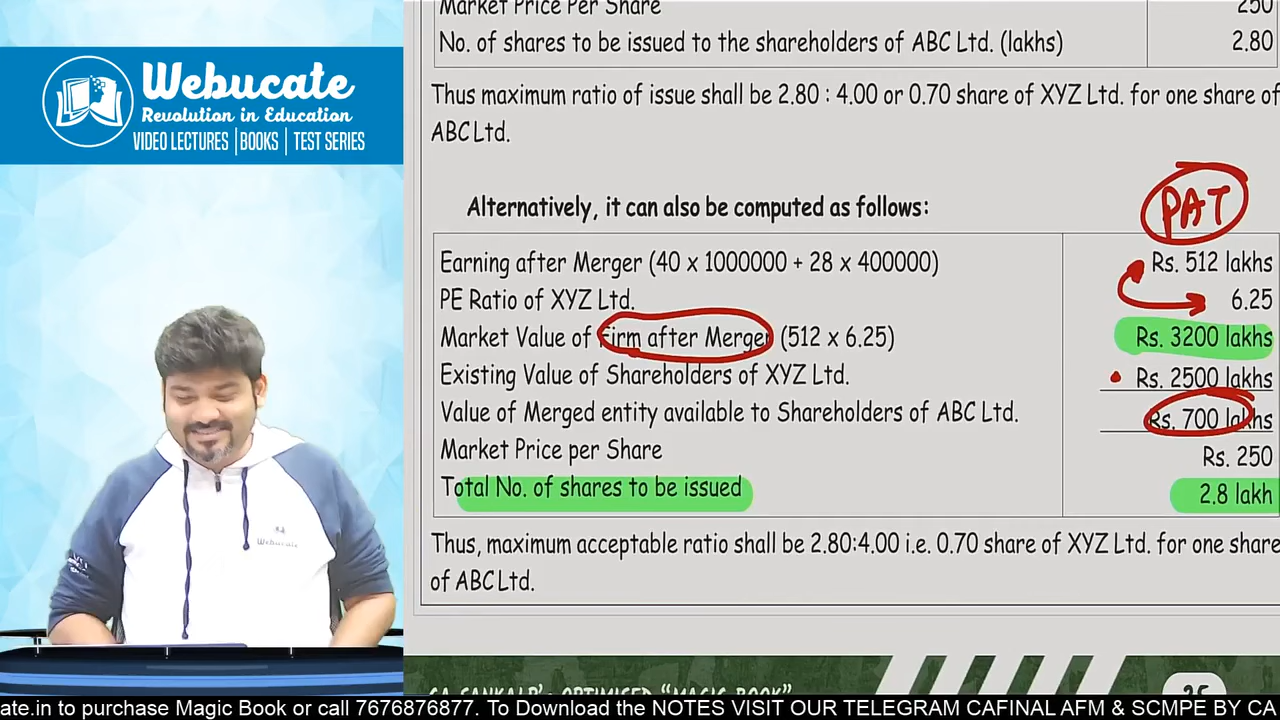 Webucate
Revolution in Education
VIDEO LECTURES | BOOKS | TEST SERIES
Market Price Per Share 250
No. of shares to be issued to the shareholders of ABC Ltd. (lakhs) 2.80
Thus maximum ratio of issue shall be 2.80 : 4.00 or 0.70 share of XYZ Ltd. for one share of
ABC Ltd.
PAT
Alternatively, it can also be computed as follows:
Earning after Merger (40 x 1000000 + 28 x 400000) Rs. 512 lakhs
PE Ratio of XYZ Ltd. 6.25
Market Value of Firm after Merger (512 x 6.25) Rs. 3200 lakhs
Existing Value of Shareholders of XYZ Ltd. Rs. 2500 lakhs
Value of Merged entity available to Shareholders of ABC Ltd. Rs. 700 lakhs
Market Price per Share Rs. 250
Total No. of shares to be issued 2.8 lakh
Thus, maximum acceptable ratio shall be 2.80:4.00 i.e. 0.70 share of XYZ Ltd. for one share
of ABC Ltd.
Webucate
CA SANKALP'S OPTIMISED "MAGIC BOOK"
ate.in to purchase Magic Book or call 7676876877. To Download the NOTES VISIT OUR TELEGRAM CAFINAL AFM & SCMPE BY CA